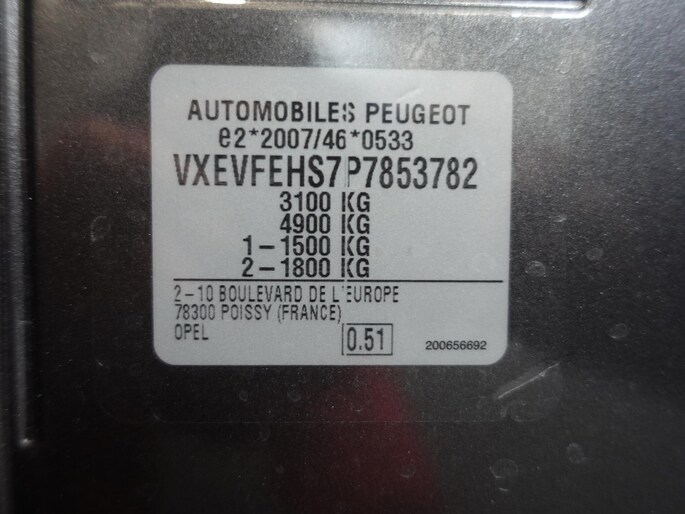 AUTOMOBILES PEUGEOT
e2*2007/46*0533
VXEVFEHS7P7853782
3100 KG
4900 KG
1-1500 KG
2-1800 KG
2-10 BOULEVARD DE L'EUROPE
78300 POISSY (FRANCE)
OPEL 0.51 200656692